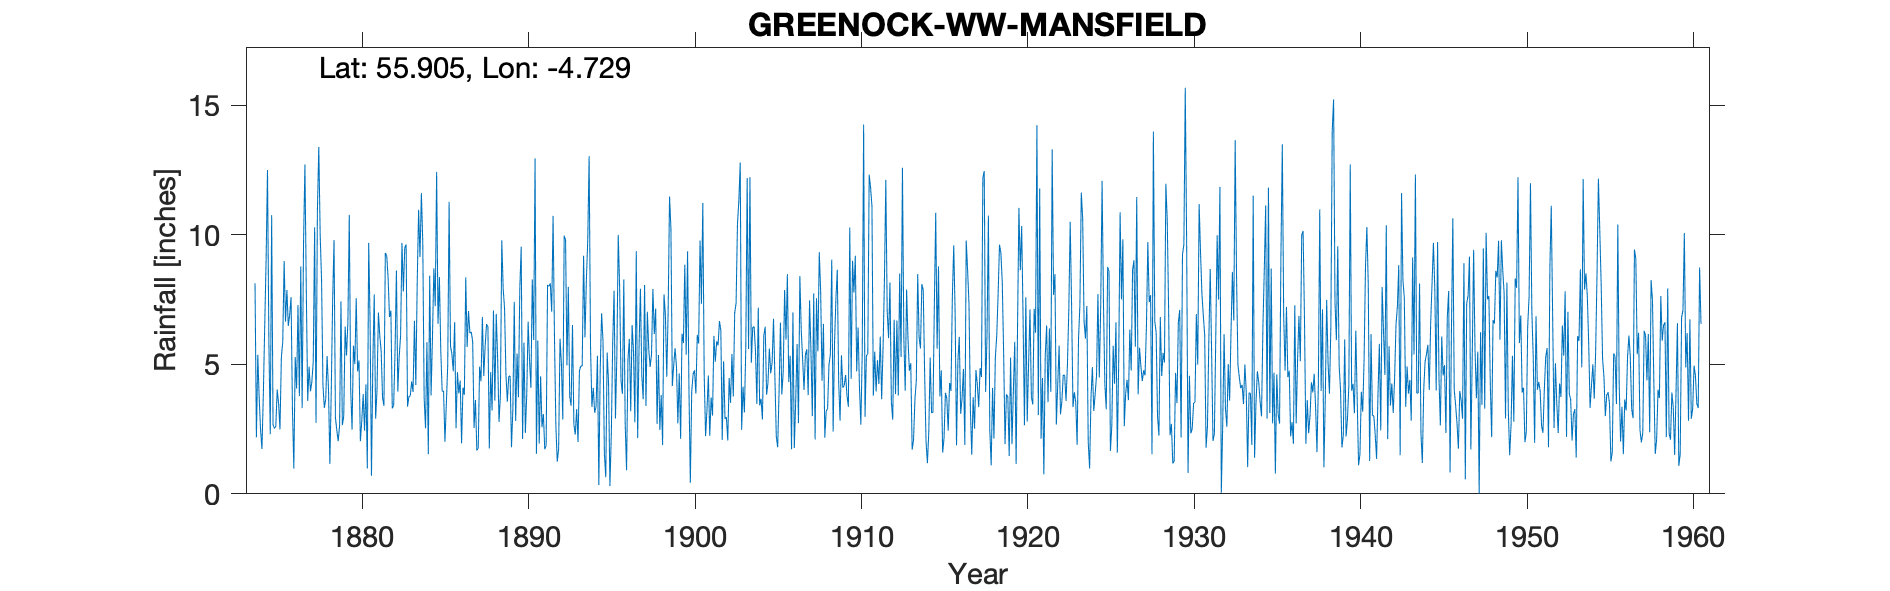 GREENOCK-WW-MANSFIELD
Lat: 55.905, Lon: -4.729
15
10
5
0
Rainfall [inches]
1880 1890 1900 1910 1920 1930 1940 1950 1960
Year